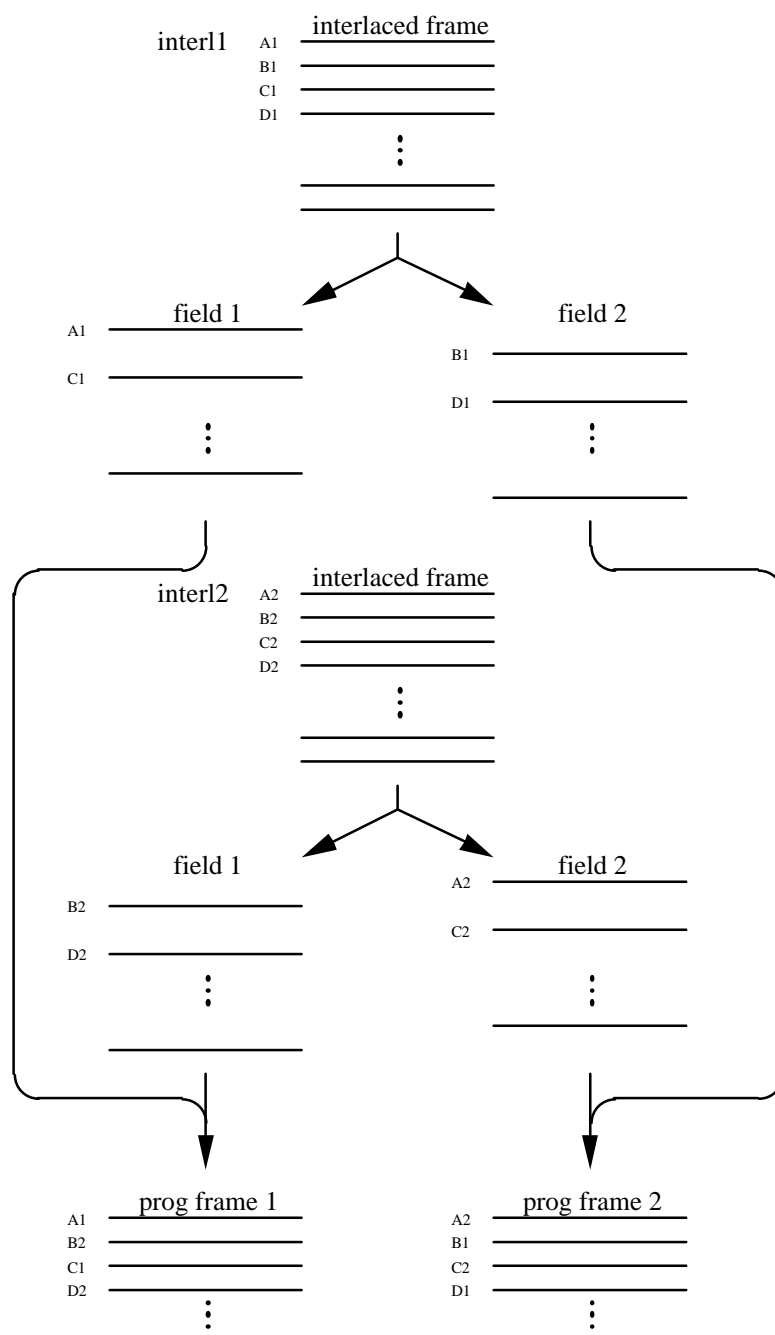 interlaced frame
interl1
A1
B1
C1
D1
field 1
field 2
A1
B1
C1
D1
interlaced frame
interl2
A2
B2
C2
D2
field 1
field 2
A2
B2
C2
D2
prog frame 1
prog frame 2
A1
A2
B2
B1
C1
C2
D2
D1